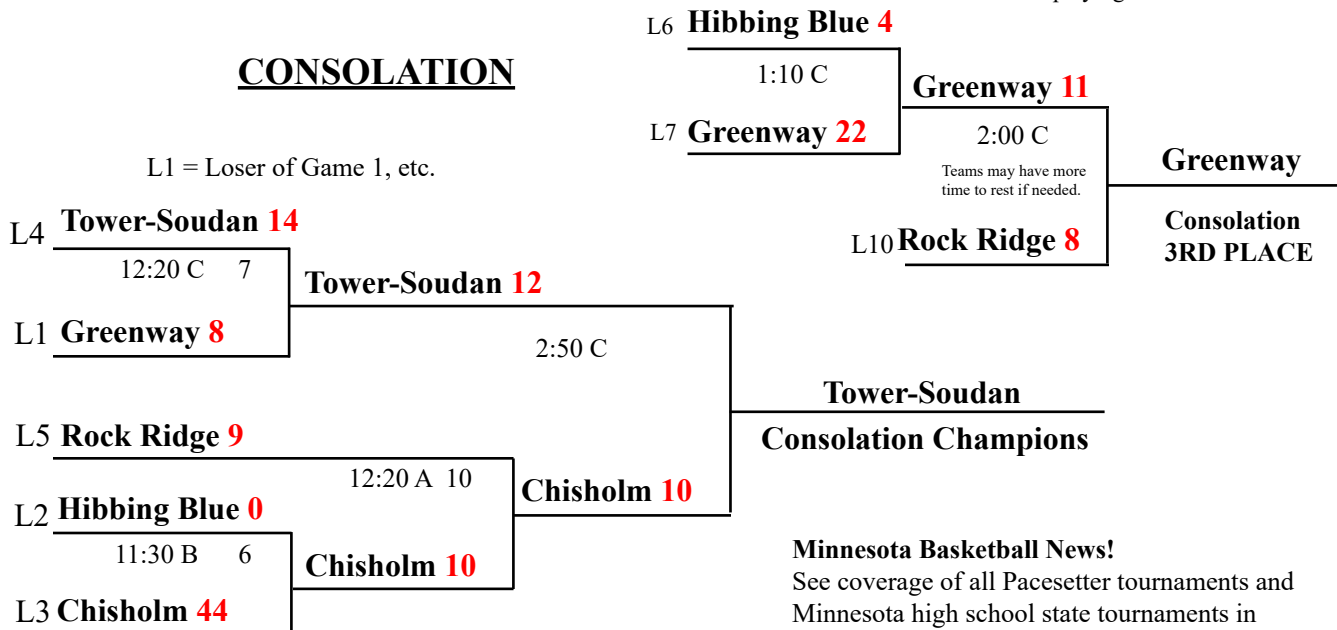 L6 Hibbing Blue 4
CONSOLATION
1:10 C
Greenway 11
L7 Greenway 22
2:00 C
Teams may have more
time to rest if needed.
Greenway
L1 = Loser of Game 1, etc.
Consolation
3RD PLACE
L10 Rock Ridge 8
L4 Tower-Soudan 14
12:20 C 7
Tower-Soudan 12
L1 Greenway 8
2:50 C
Tower-Soudan
Consolation Champions
L5 Rock Ridge 9
12:20 A 10
Chisholm 10
L2 Hibbing Blue 0
11:30 B 6
Chisholm 10
L3 Chisholm 44
Minnesota Basketball News!
See coverage of all Pacesetter tournaments and
Minnesota high school state tournaments in